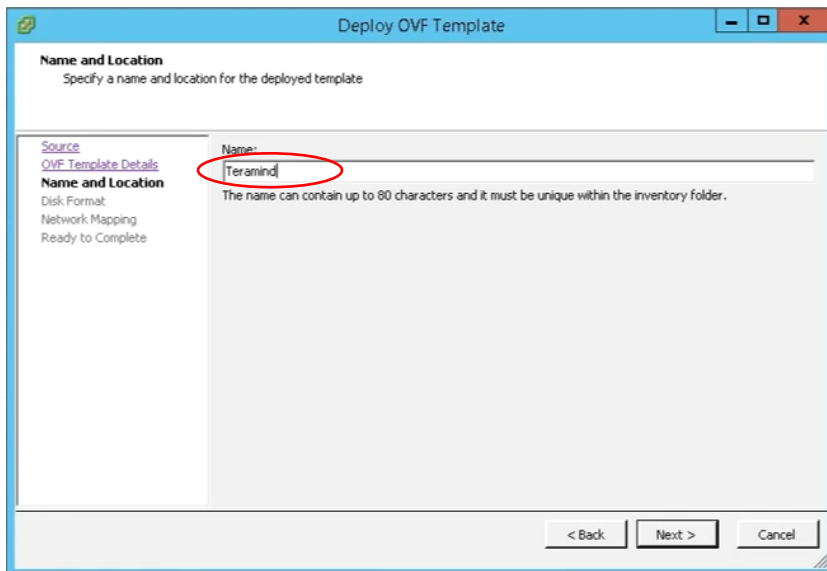 Deploy OVF Template
Name and Location
Specify a name and location for the deployed template
Source
OVF Template Details
Name and Location
Disk Format
Network Mapping
Ready to Complete
Name:
Teramind
The name can contain up to 80 characters and it must be unique within the inventory folder.
< Back
Next >
Cancel